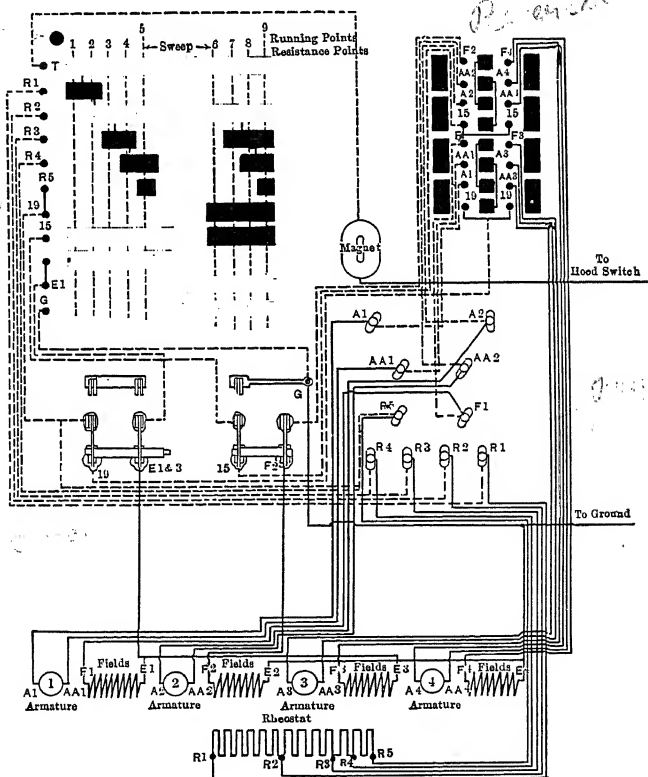 5 9
1 2 3 4 Sweep 6 7 8 Running Points
Resistance Points
T
R1
R2
R3
R4
R5
19
15
E1
G
F2
AA2
A2
15
A4
AA4
15
F3
AA1
A3
A1
AA3
19
19
Magnet
To
Hood Switch
A1
A2
AA1
AA2
G
R5
F1
R4 R3 R2 R1
19 E1&3 15 F2
To Ground
Fields Fields Fields Fields
F1 E1 F2 E2 F3 E3 F4
A1 1 AA1 A2 2 AA2 A3 3 AA3 A4 4 AA4
Armature Armature Armature Armature
Rheostat
R1 R2 R3 R4 R5